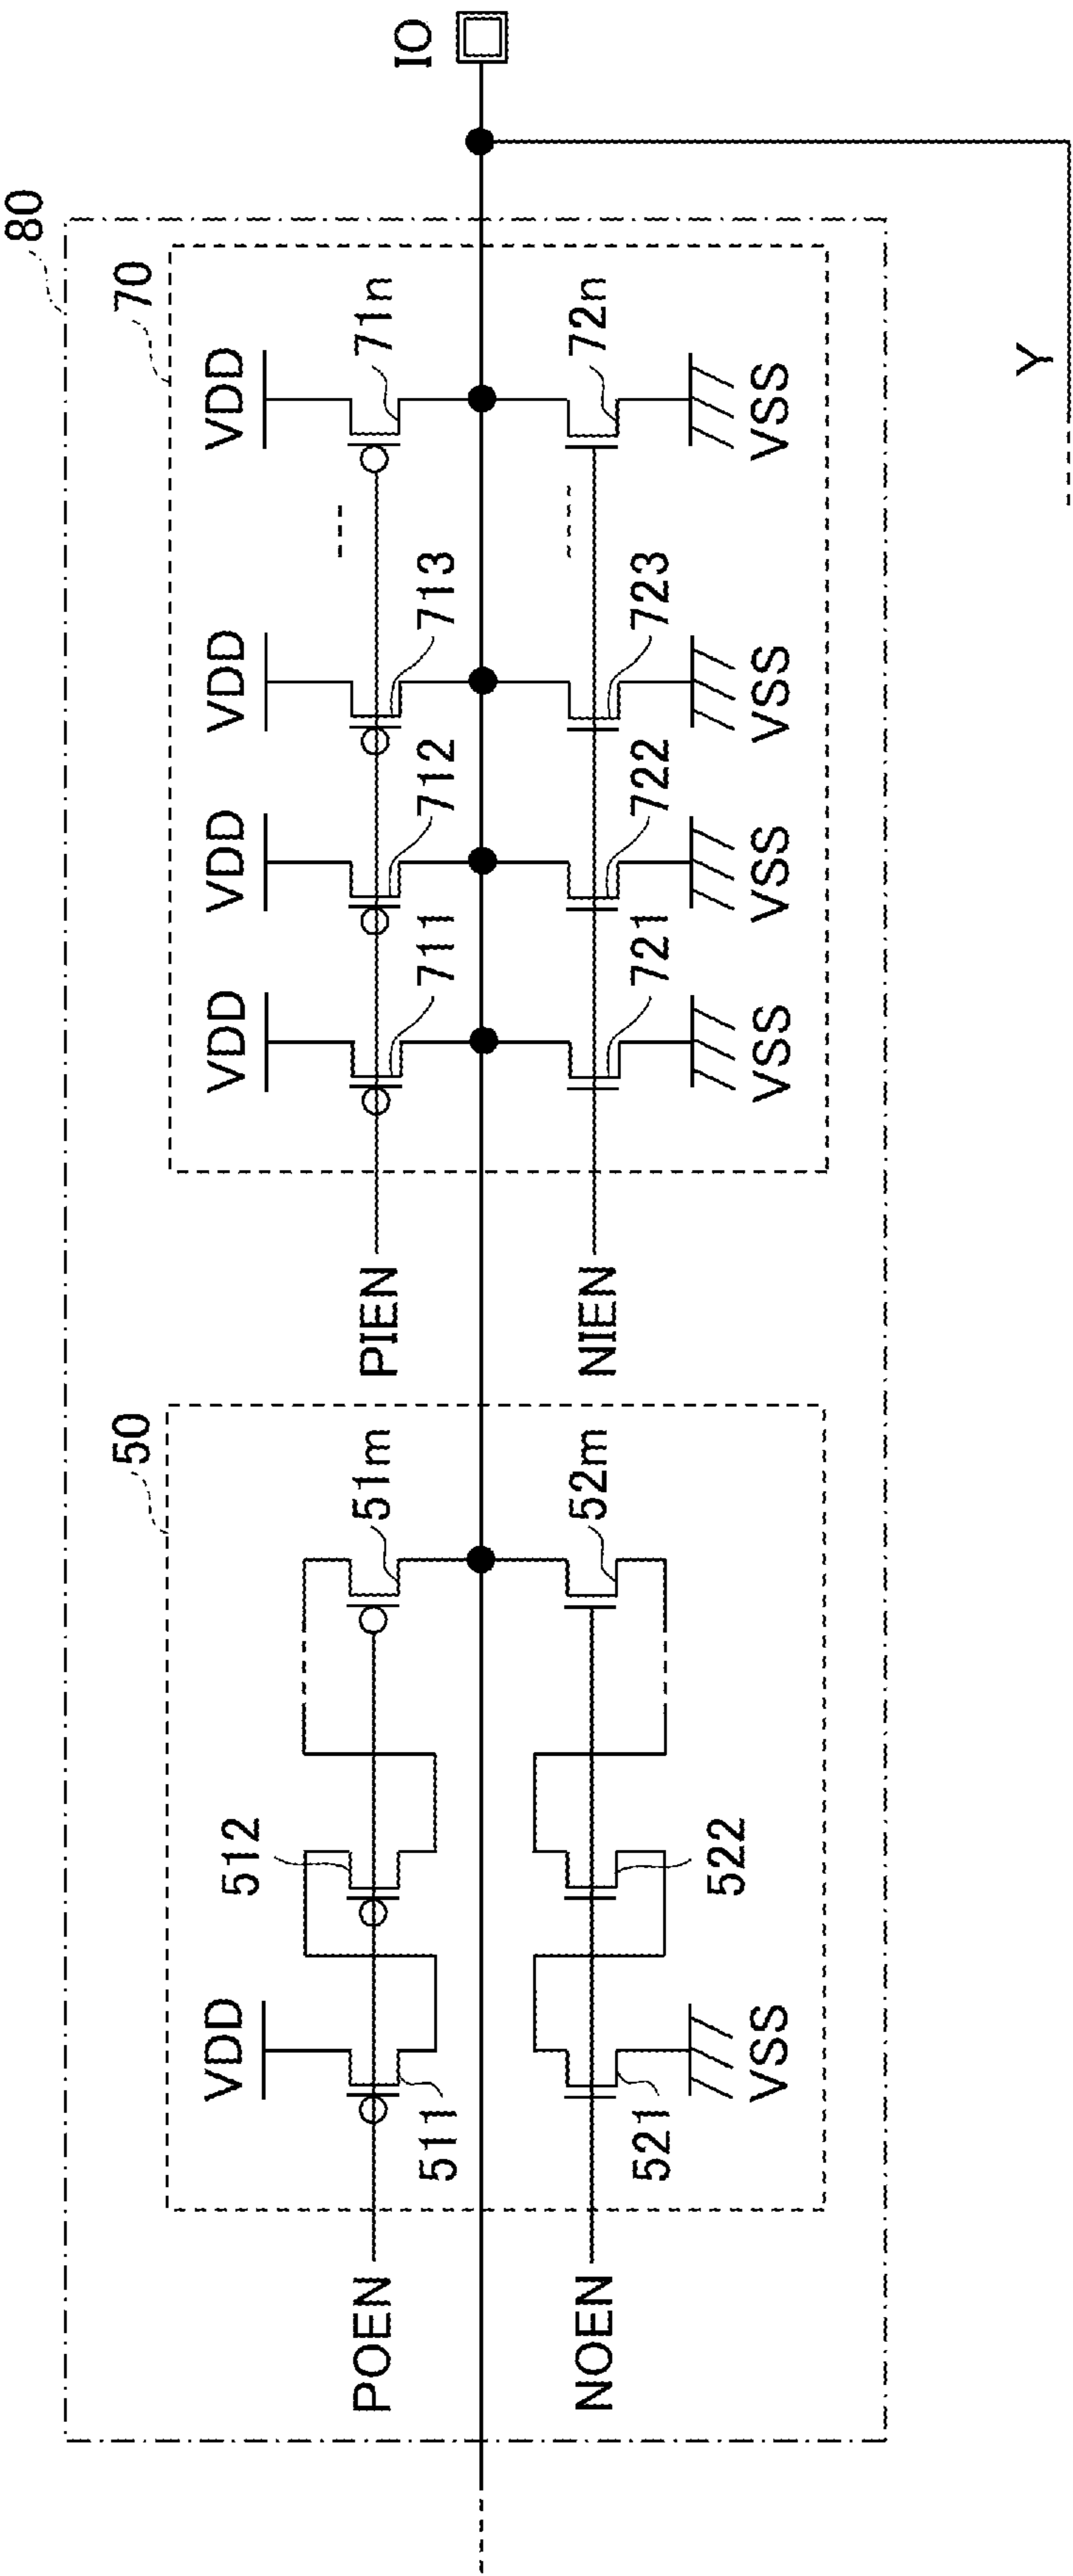 80
50
70
VDD
VDD
VDD
VDD
VDD
512
51m
711
712
713
71n
POEN
511
PIEN
IO
NOEN
521
522
52m
NIEN
721
722
723
72n
VSS
VSS
VSS
VSS
VSS
Y